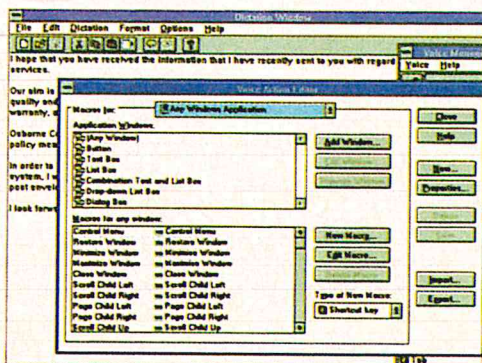 Dictation Window
File Edit Dictation Format Options Help
I hope that you have received the information that I have recently sent to you with regard
services.
Voice Help
Our aim is
quality and
warranty, a
Osborne C
policy mea
In order to
system, I w
post envel
I look forw
Voice Action Editor
Macros for: Any Windows Application
Application Windows:
(Any Window)
Button
Text Box
List Box
Combination Text and List Box
Drop-down List Box
Dialog Box
Add Window...
Close
Help
New...
Properties...
Macros for any window:
Control Menu = Control Menu
Restore Window = Restore Window
Minimize Window = Minimize Window
Maximize Window = Maximize Window
Close Window = Close Window
Scroll Child Left = Scroll Child Left
Scroll Child Right = Scroll Child Right
Page Child Left = Page Child Left
Page Child Right = Page Child Right
Scroll Child Up = Scroll Child Up
New Macro...
Edit Macro...
Delete Macro
Type of New Macro:
Shortcut Key
Import...
Export...
Tab